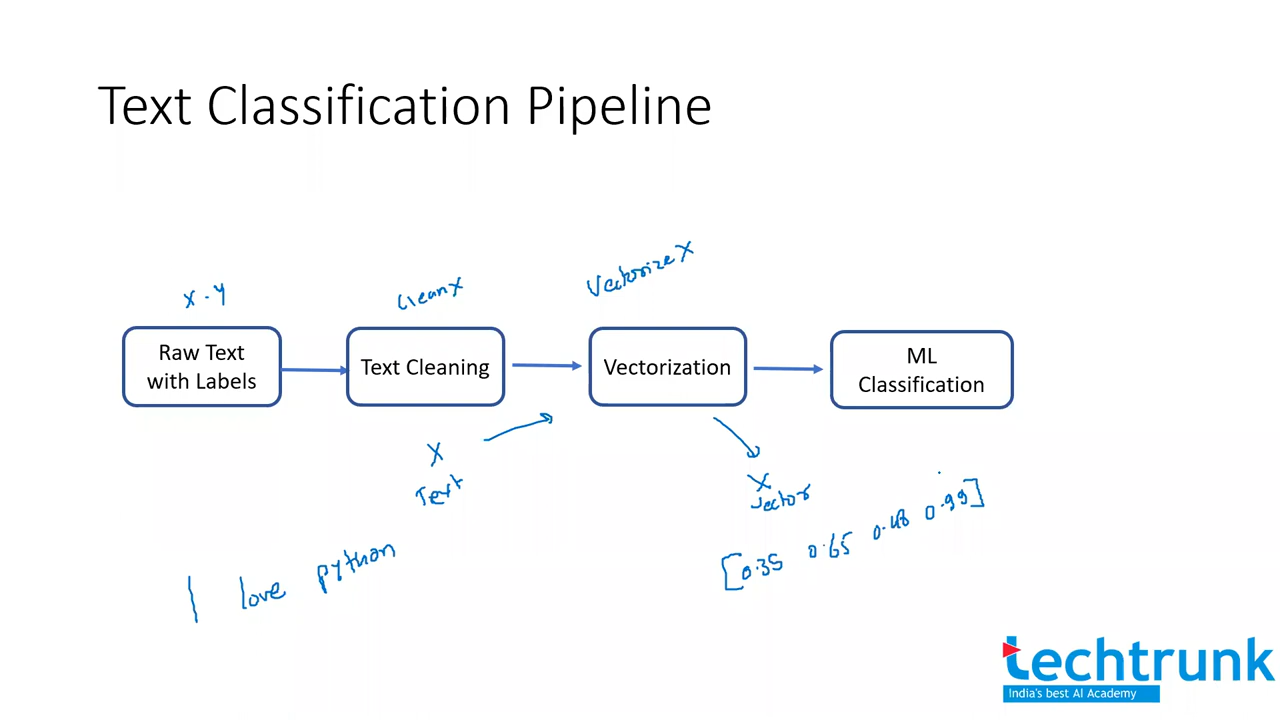 Text Classification Pipeline
X - Y
clean X
Vectorize X
Raw Text
with Labels
Text Cleaning
Vectorization
ML
Classification
X
Text
X
Vector
[0.35 0.65 0.48 0.99]
I love python
techtrunk
India's best AI Academy